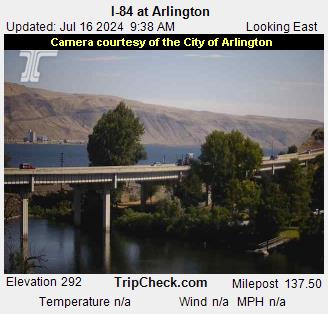 I-84 at Arlington
Updated: Jul 16 2024 9:38 AM Looking East
Camera courtesy of the City of Arlington
Elevation 292 TripCheck.com Milepost 137.50
Temperature n/a Wind n/a MPH n/a